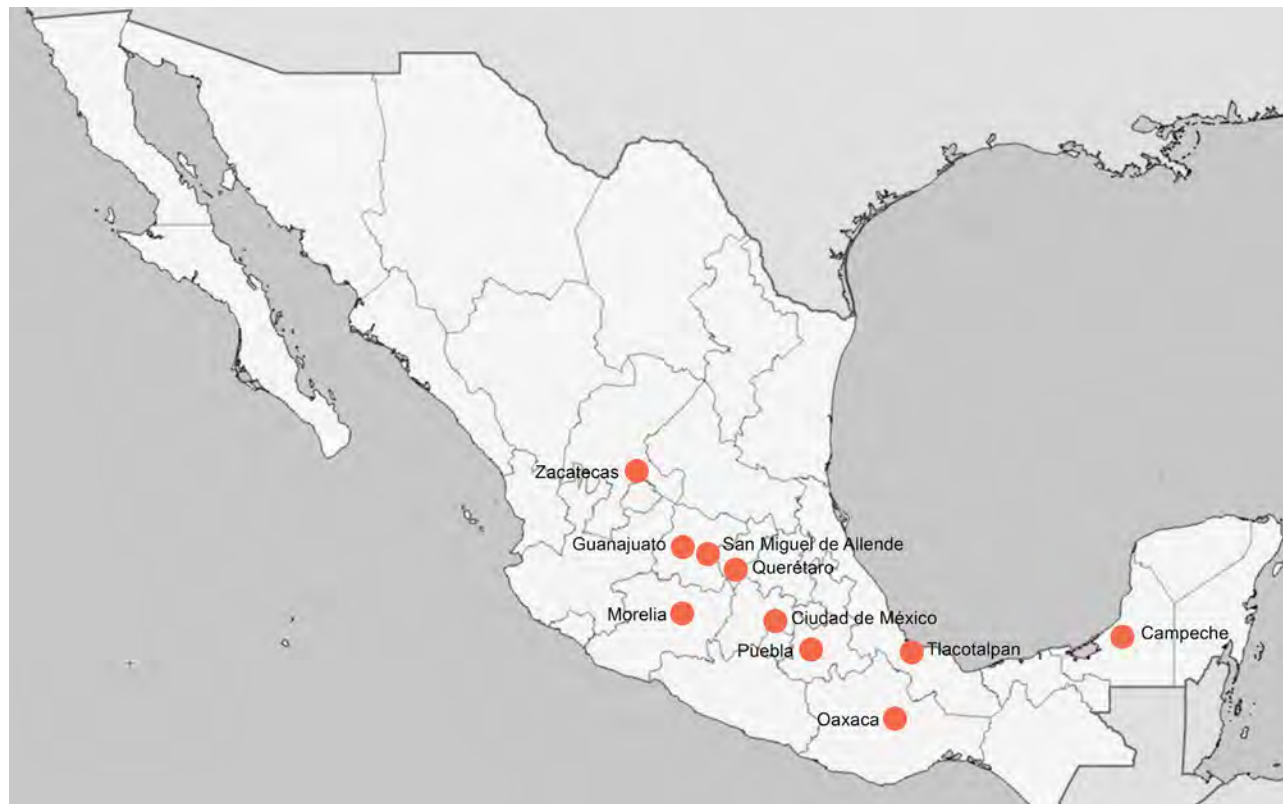 Zacatecas
Guanajuato
San Miguel de Allende
Querétaro
Morelia
Ciudad de México
Puebla
Tlacotalpan
Campeche
Oaxaca